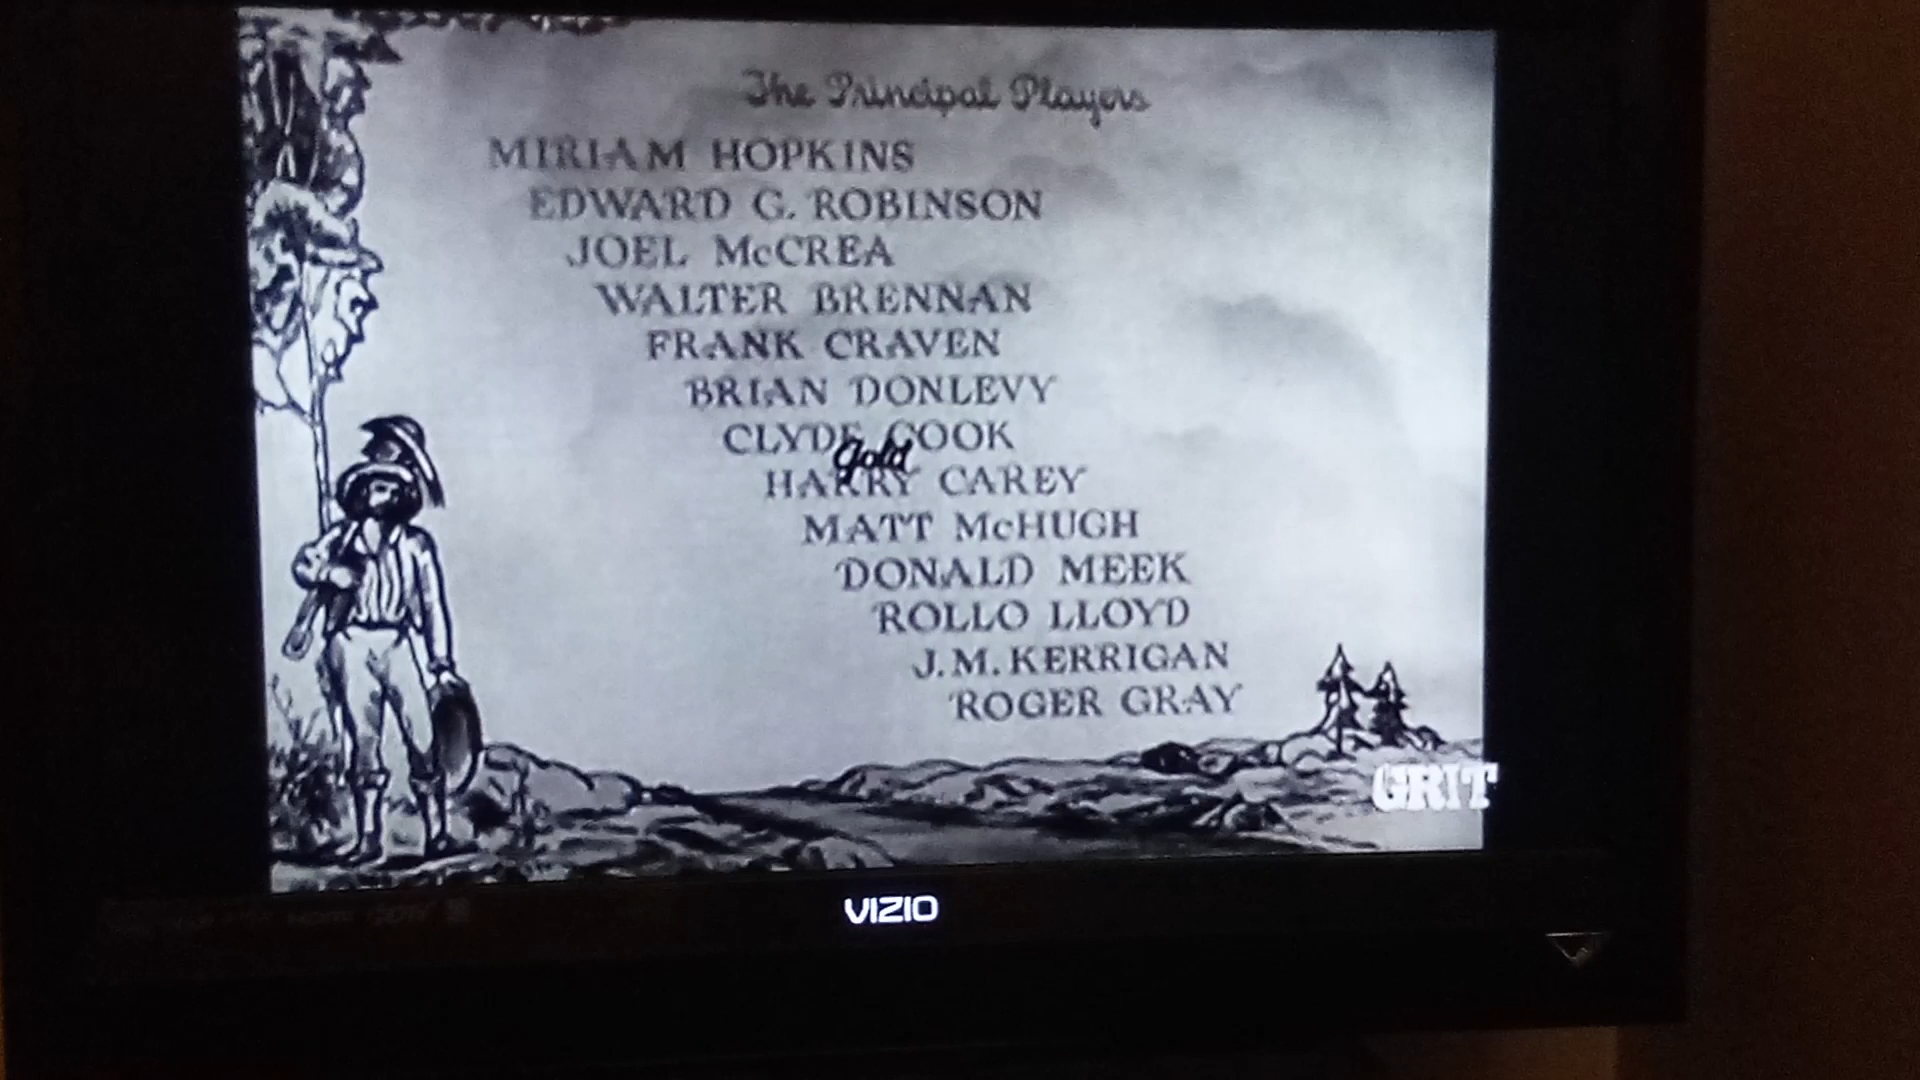 The Principal Players
MIRIAM HOPKINS
EDWARD G. ROBINSON
JOEL McCREA
WALTER BRENNAN
FRANK CRAVEN
BRIAN DONLEVY
CLYDE COOK
Gold
HARRY CAREY
MATT McHUGH
DONALD MEEK
ROLLO LLOYD
J. M. KERRIGAN
ROGER GRAY
GRIT
VIZIO